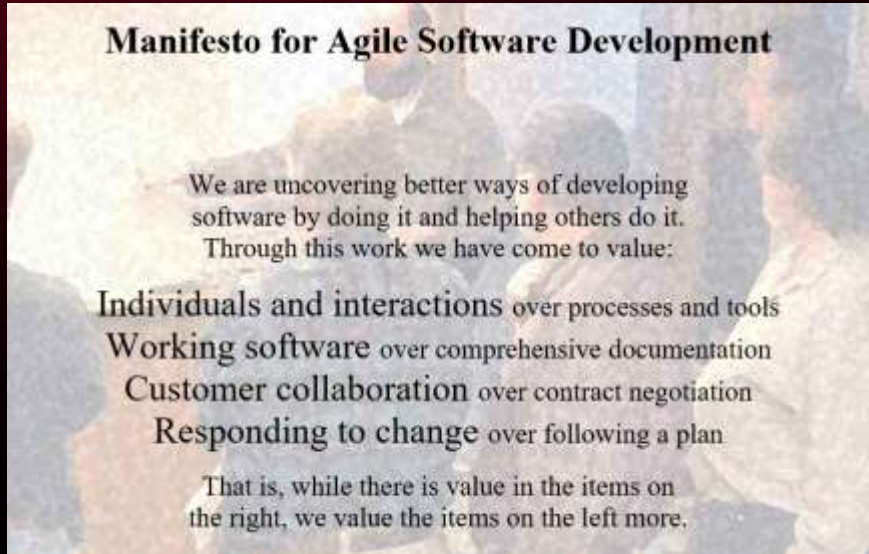 Manifesto for Agile Software Development
We are uncovering better ways of developing
software by doing it and helping others do it.
Through this work we have come to value:
Individuals and interactions over processes and tools
Working software over comprehensive documentation
Customer collaboration over contract negotiation
Responding to change over following a plan
That is, while there is value in the items on
the right, we value the items on the left more.